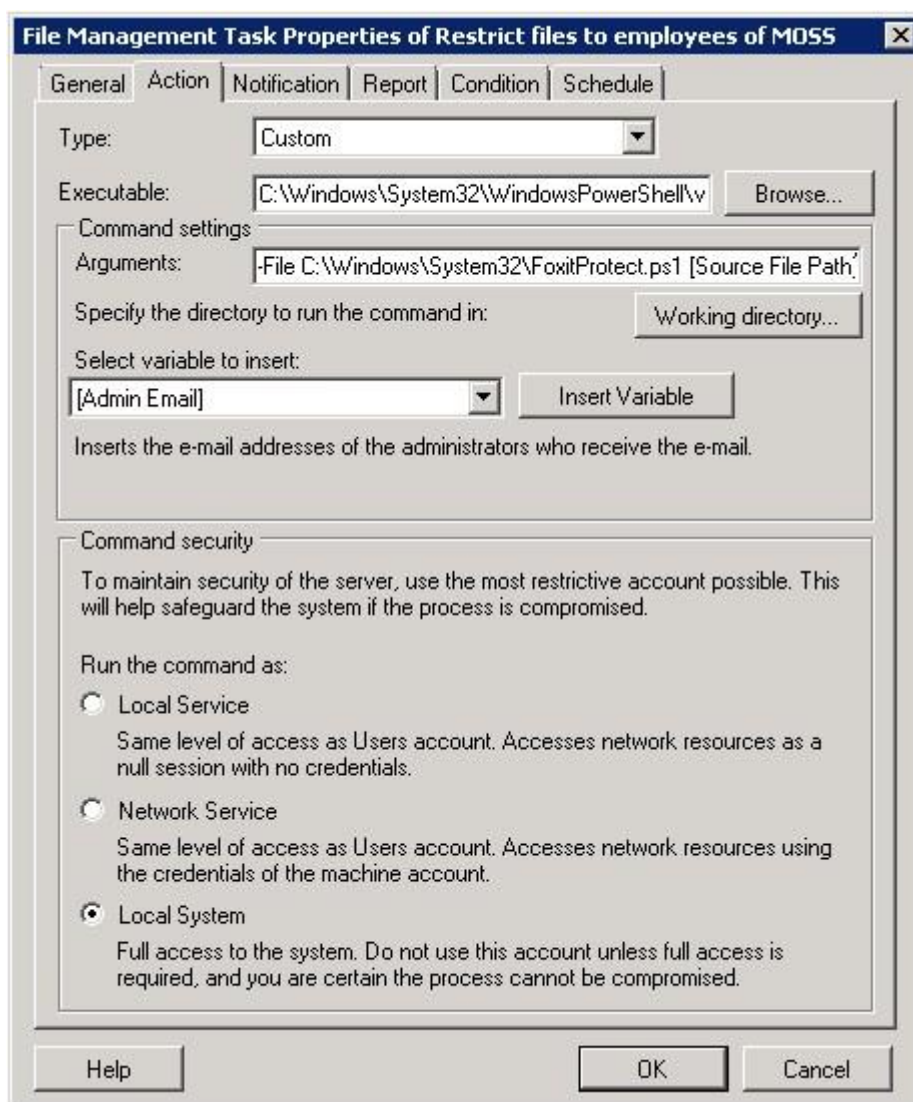 File Management Task Properties of Restrict files to employees of MOSS
General Action Notification Report Condition Schedule
Type: Custom
Executable: C:\Windows\System32\WindowsPowerShell\v Browse...
Command settings
Arguments: -File C:\Windows\System32\FoxitProtect.ps1 [Source File Path]
Specify the directory to run the command in: Working directory...
Select variable to insert:
[Admin Email] Insert Variable
Inserts the e-mail addresses of the administrators who receive the e-mail.
Command security
To maintain security of the server, use the most restrictive account possible. This
will help safeguard the system if the process is compromised.
Run the command as:
Local Service
Same level of access as Users account. Accesses network resources as a
null session with no credentials.
Network Service
Same level of access as Users account. Accesses network resources using
the credentials of the machine account.
Local System
Full access to the system. Do not use this account unless full access is
required, and you are certain the process cannot be compromised.
Help OK Cancel